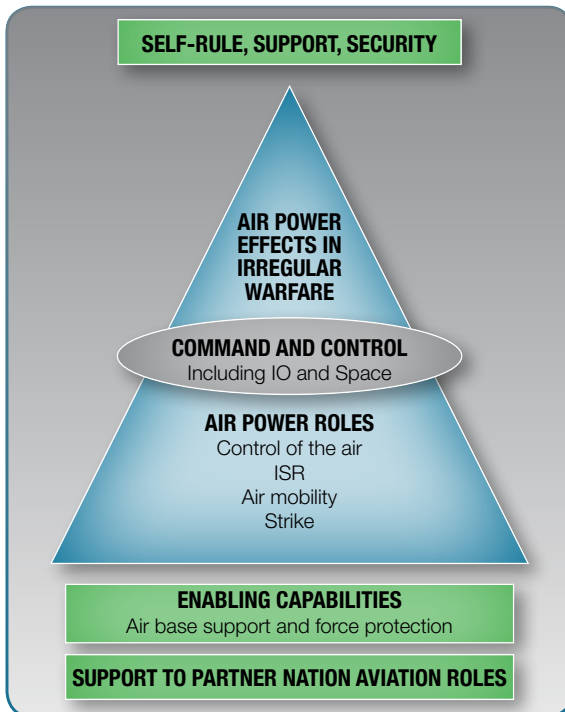 SELF-RULE, SUPPORT, SECURITY
AIR POWER
EFFECTS IN
IRREGULAR
WARFARE
COMMAND AND CONTROL
Including IO and Space
AIR POWER ROLES
Control of the air
ISR
Air mobility
Strike
ENABLING CAPABILITIES
Air base support and force protection
SUPPORT TO PARTNER NATION AVIATION ROLES